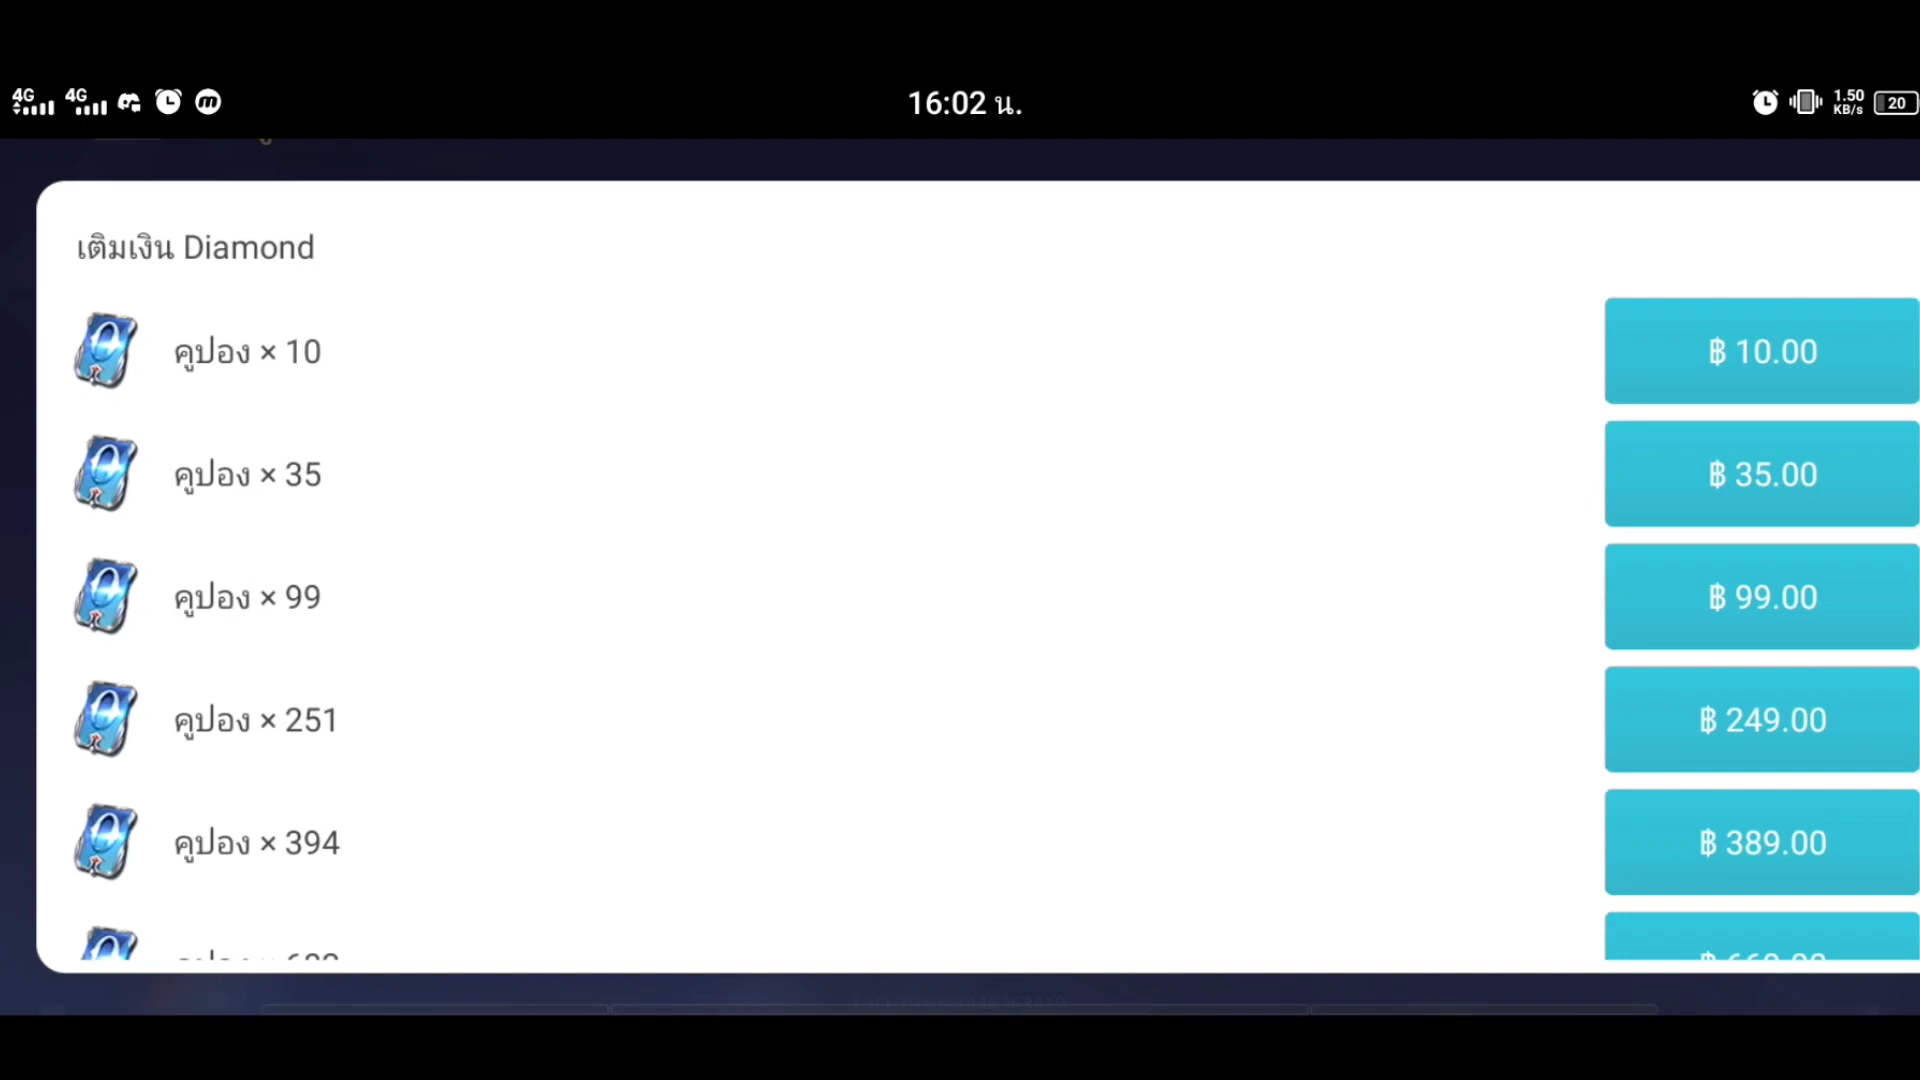 4G 4G 16:02 น. 1.50 KB/s 20
เติมเงิน Diamond
คูปอง × 10 ฿ 10.00
คูปอง × 35 ฿ 35.00
คูปอง × 99 ฿ 99.00
คูปอง × 251 ฿ 249.00
คูปอง × 394 ฿ 389.00